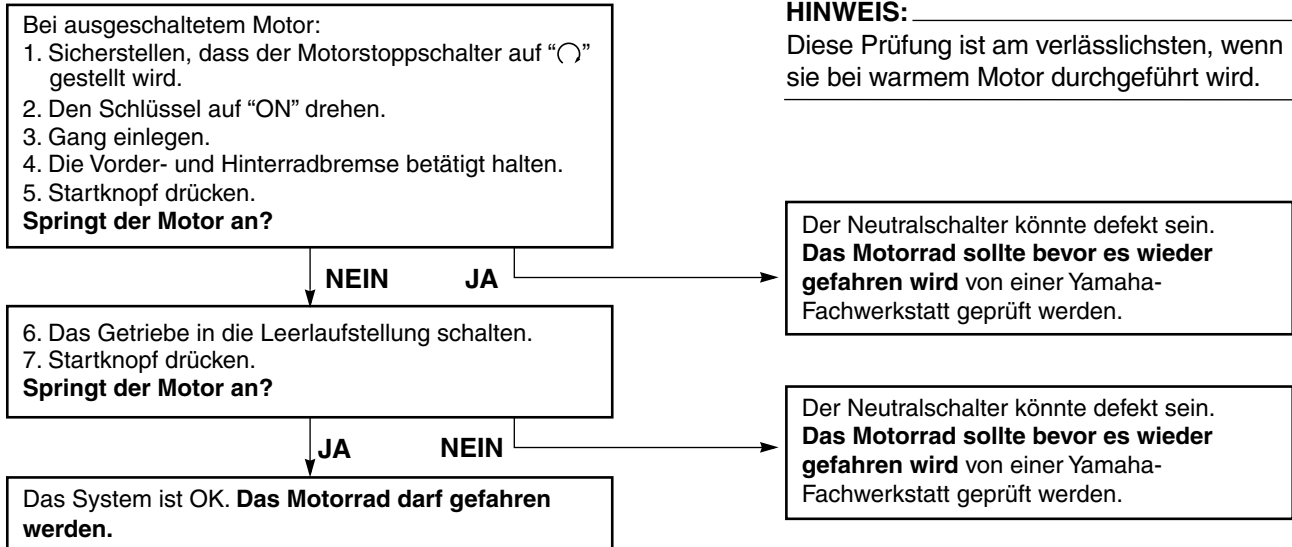 Bei ausgeschaltetem Motor:
1. Sicherstellen, dass der Motorstoppschalter auf “○”
gestellt wird.
2. Den Schlüssel auf “ON” drehen.
3. Gang einlegen.
4. Die Vorder- und Hinterradbremse betätigt halten.
5. Startknopf drücken.
Springt der Motor an?
HINWEIS:
Diese Prüfung ist am verlässlichsten, wenn
sie bei warmem Motor durchgeführt wird.
NEIN JA
Der Neutralschalter könnte defekt sein.
Das Motorrad sollte bevor es wieder
gefahren wird von einer Yamaha-
Fachwerkstatt geprüft werden.
6. Das Getriebe in die Leerlaufstellung schalten.
7. Startknopf drücken.
Springt der Motor an?
JA NEIN
Der Neutralschalter könnte defekt sein.
Das Motorrad sollte bevor es wieder
gefahren wird von einer Yamaha-
Fachwerkstatt geprüft werden.
Das System ist OK. Das Motorrad darf gefahren
werden.